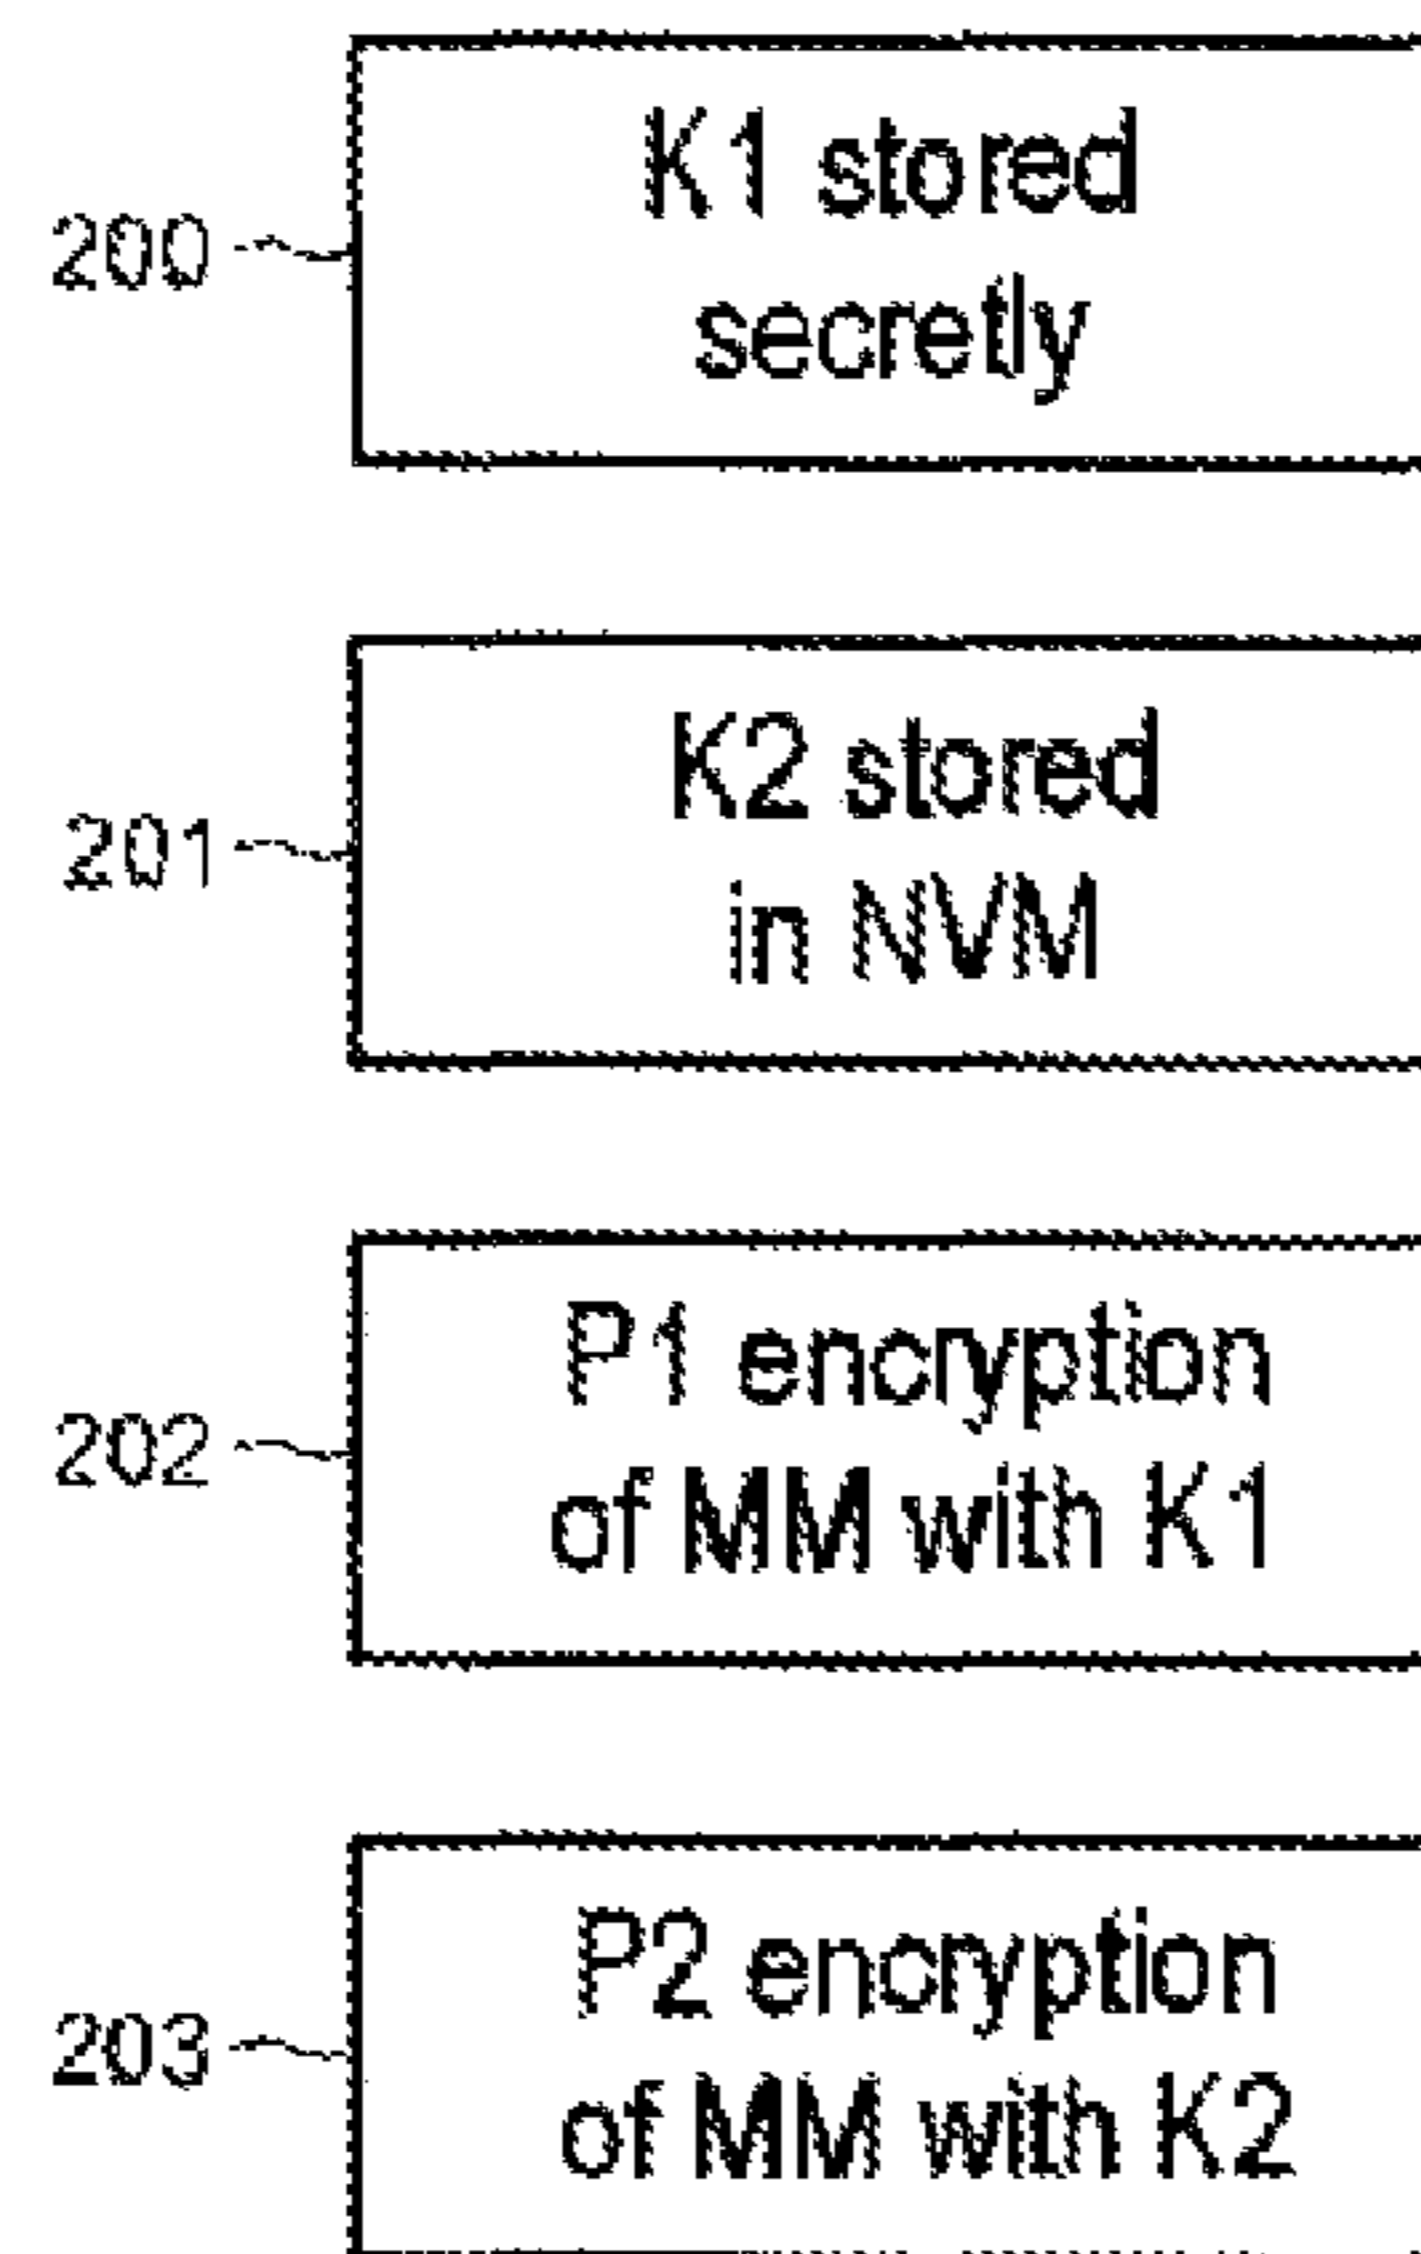 K1 stored
200
secretly
K2 stored
201
in NVM
P1 encryption
202
of MM with K1
P2 encryption
203
of MM with K2